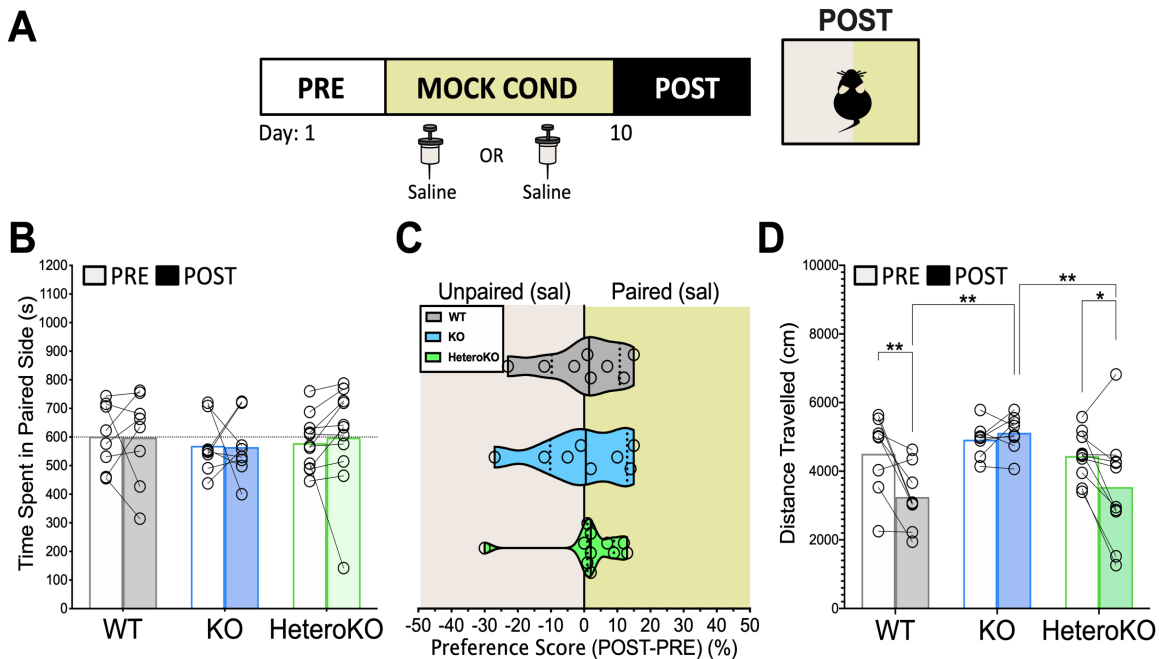 A
POST
PRE
MOCK COND
POST
Day: 1
10
OR
Saline
Saline
B
Time Spent in Paired Side (s)
1200
1100
1000
900
800
700
600
500
400
300
200
100
0
PRE
POST
WT
KO
HeteroKO
C
Unpaired (sal)
Paired (sal)
WT
KO
HeteroKO
-50 -40 -30 -20 -10 0 10 20 30 40 50
Preference Score (POST-PRE) (%)
D
Distance Travelled (cm)
10000
8000
6000
4000
2000
0
PRE
POST
**
**
**
*
WT
KO
HeteroKO